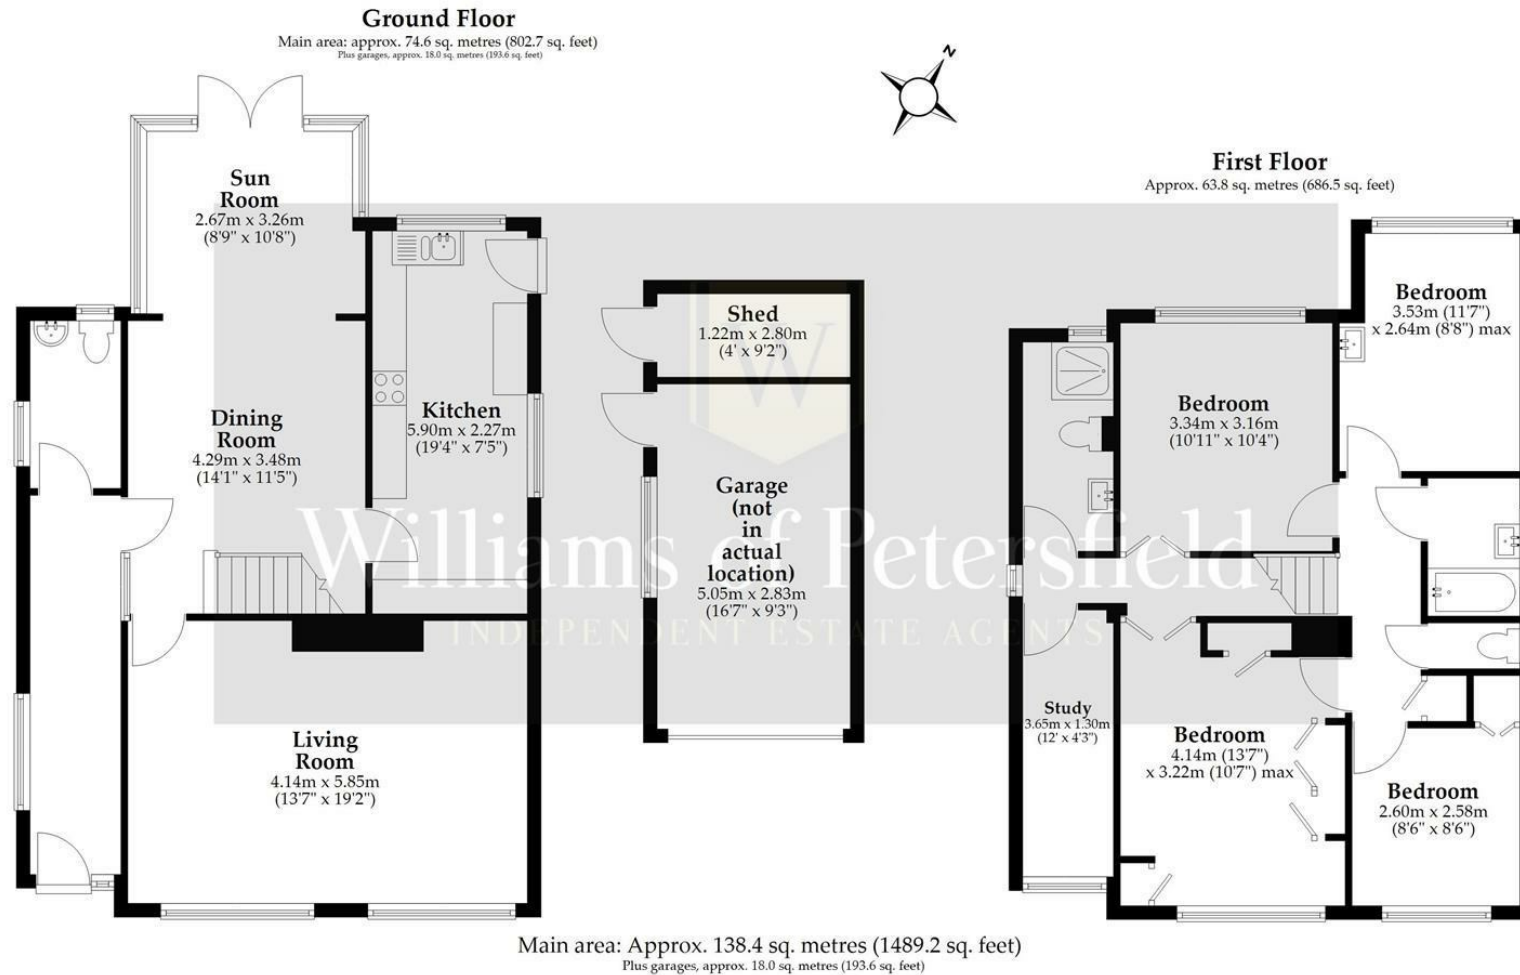 Ground Floor
Main area: approx. 74.6 sq. metres (802.7 sq. feet)
Plus garages, approx. 18.0 sq. metres (193.6 sq. feet)
N
First Floor
Approx. 63.8 sq. metres (686.5 sq. feet)
Sun
Room
2.67m x 3.26m
(8'9" x 10'8")
Kitchen
5.90m x 2.27m
(19'4" x 7'5")
Dining
Room
4.29m x 3.48m
(14'1" x 11'5")
Living
Room
4.14m x 5.85m
(13'7" x 19'2")
Shed
1.22m x 2.80m
(4' x 9'2")
Garage
(not
in
actual
location)
5.05m x 2.83m
(16'7" x 9'3")
Bedroom
3.53m (11'7")
x 2.64m (8'8") max
Bedroom
3.34m x 3.16m
(10'11" x 10'4")
Study
3.65m x 1.30m
(12' x 4'3")
Bedroom
4.14m (13'7")
x 3.22m (10'7") max
Bedroom
2.60m x 2.58m
(8'6" x 8'6")
W
Williams of Petersfield
INDEPENDENT ESTATE AGENTS
Main area: Approx. 138.4 sq. metres (1489.2 sq. feet)
Plus garages, approx. 18.0 sq. metres (193.6 sq. feet)